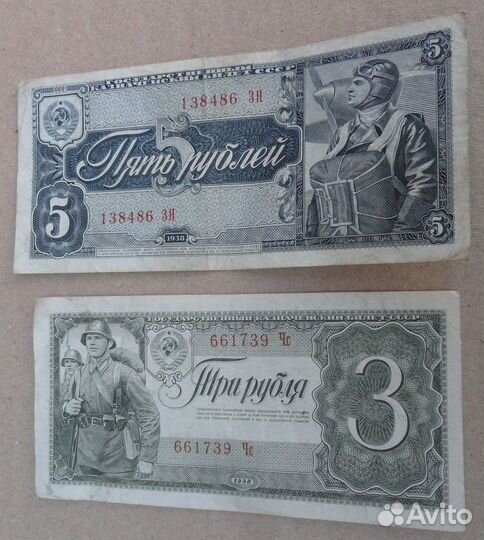 ГОСУДАРСТВЕННЫЙ
КАЗНАЧЕЙСКИЙ БИЛЕТ СССР
138486 ЗЯ
5
5
Пять рублей
5
138486 ЗЯ
1938
5
ГОСУДАРСТВЕННЫЙ КАЗНАЧЕЙСКИЙ БИЛЕТ СССР
661739 Чс
Три рубля
3
661739 Чс
1938
Avito